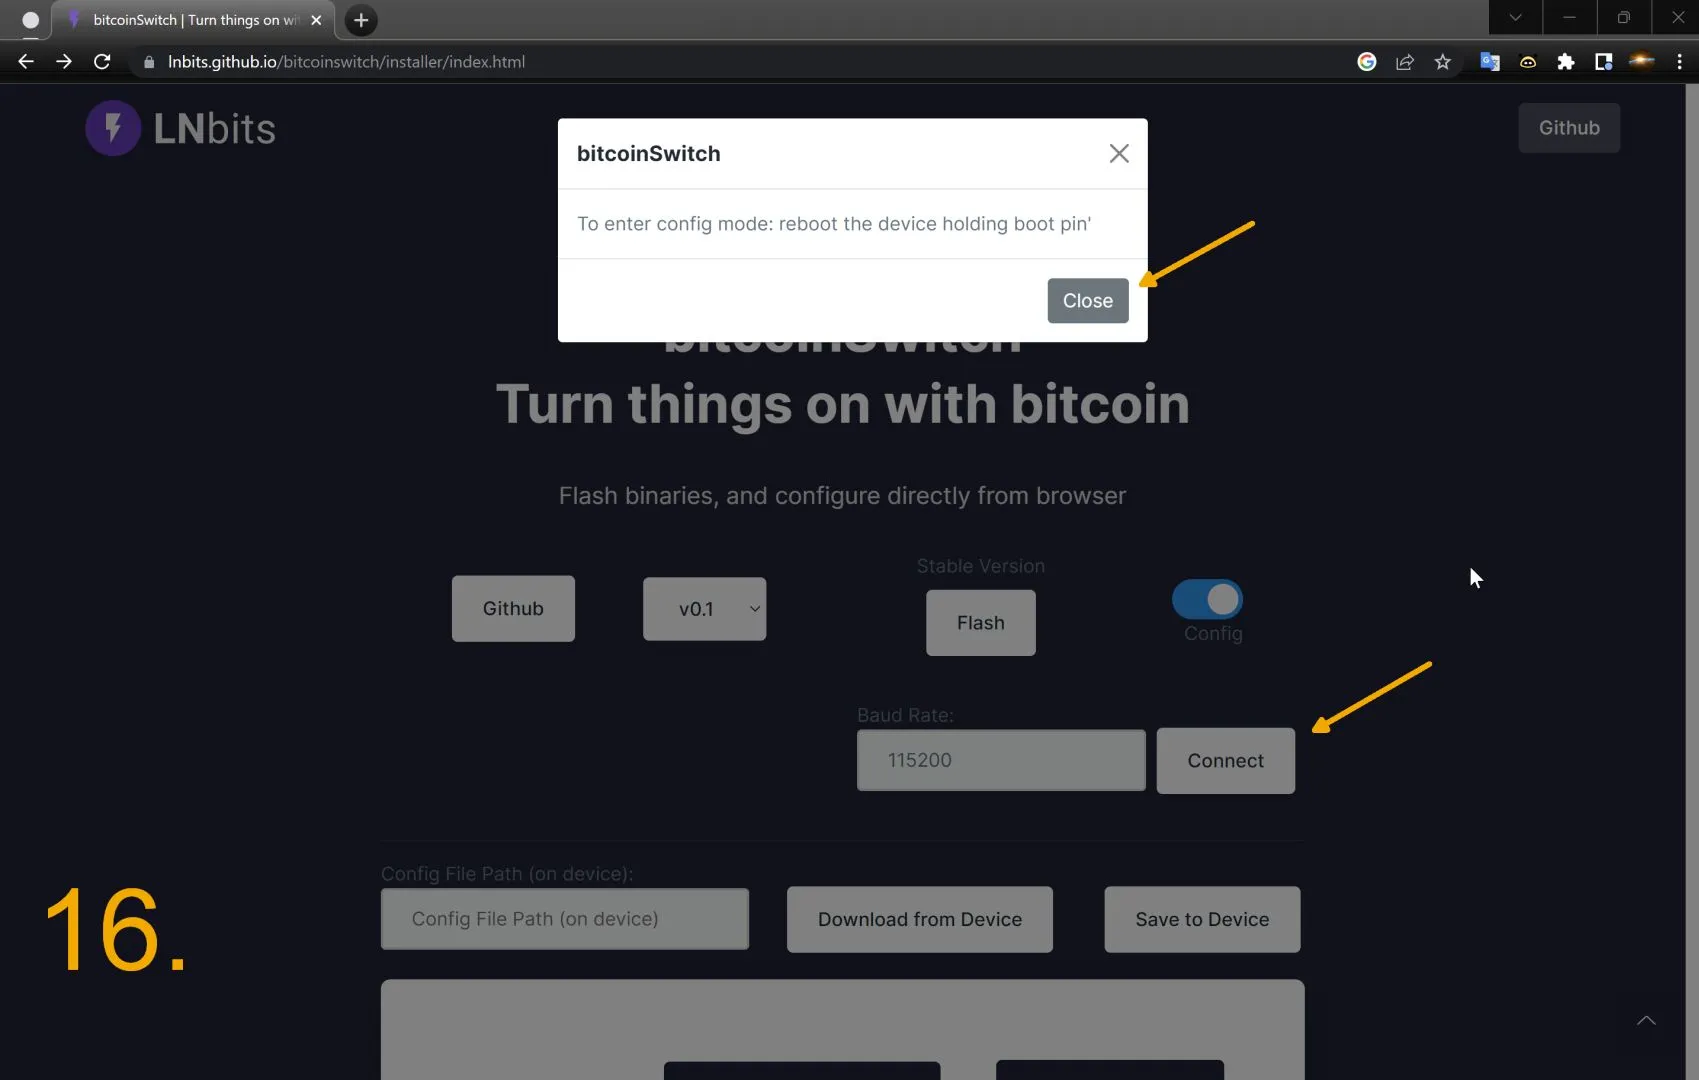 bitcoinSwitch | Turn things on wi
lnbits.github.io/bitcoinswitch/installer/index.html
LNbits
Github
bitcoinSwitch
To enter config mode: reboot the device holding boot pin'
Close
bitcoinSwitch
Turn things on with bitcoin
Flash binaries, and configure directly from browser
Github
v0.1
Stable Version
Flash
Config
Baud Rate:
115200
Connect
Config File Path (on device):
Config File Path (on device)
Download from Device
Save to Device
16.